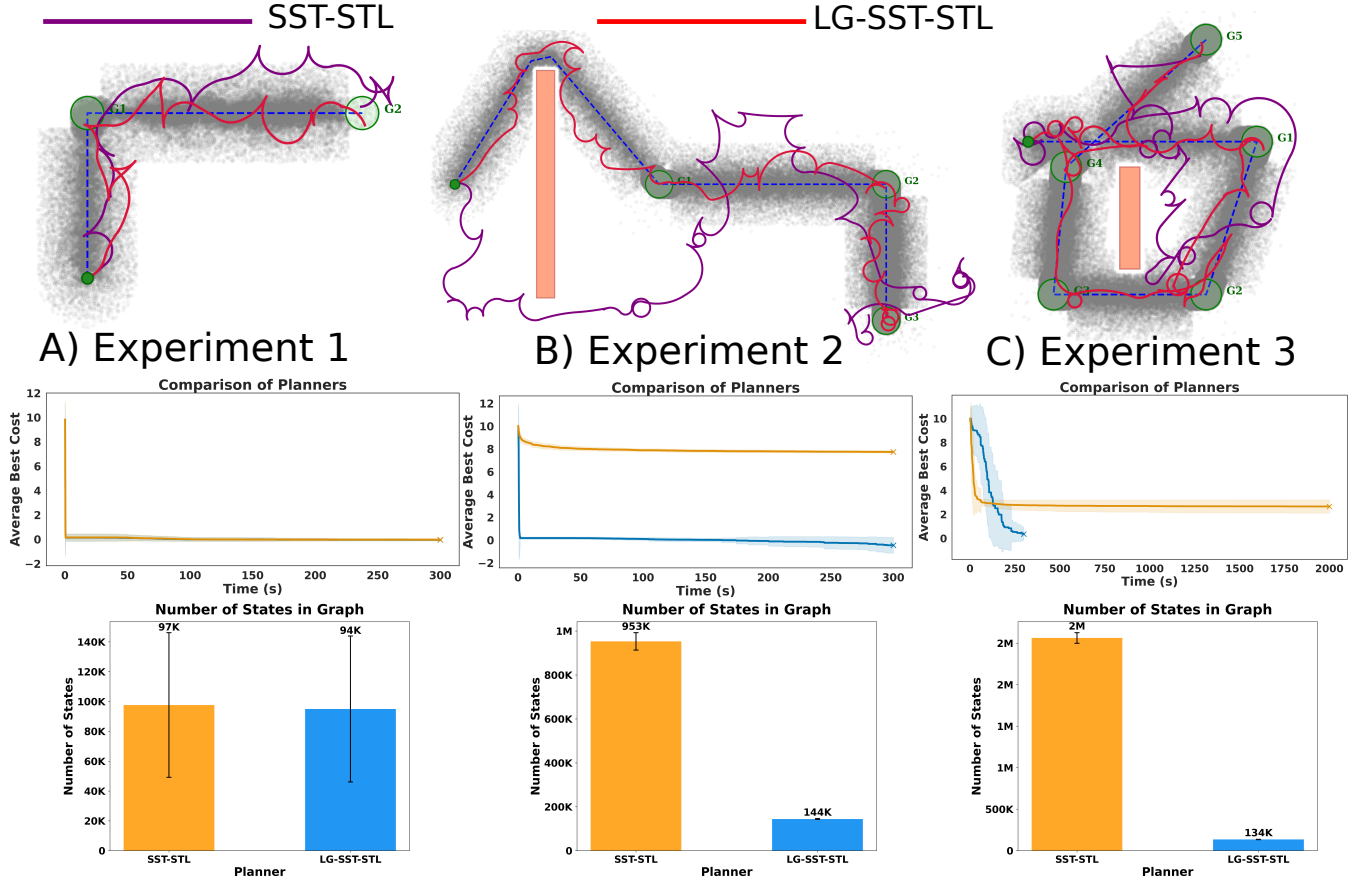 SST-STL
LG-SST-STL
G1
G2
G1
G2
G3
G5
G1
G4
G3
G2
A) Experiment 1
B) Experiment 2
C) Experiment 3
Comparison of Planners
Average Best Cost
12
10
8
6
4
2
0
−2
0
50
100
150
200
250
300
Time (s)
Comparison of Planners
Average Best Cost
12
10
8
6
4
2
0
−2
0
50
100
150
200
250
300
Time (s)
Comparison of Planners
Average Best Cost
10
8
6
4
2
0
0
250
500
750
1000
1250
1500
1750
2000
Time (s)
Number of States in Graph
Number of States
140K
120K
100K
80K
60K
40K
20K
0
97K
94K
SST-STL
LG-SST-STL
Planner
Number of States in Graph
Number of States
1M
800K
600K
400K
200K
0
953K
144K
SST-STL
LG-SST-STL
Planner
Number of States in Graph
Number of States
2M
2M
1M
1M
500K
0
2M
134K
SST-STL
LG-SST-STL
Planner